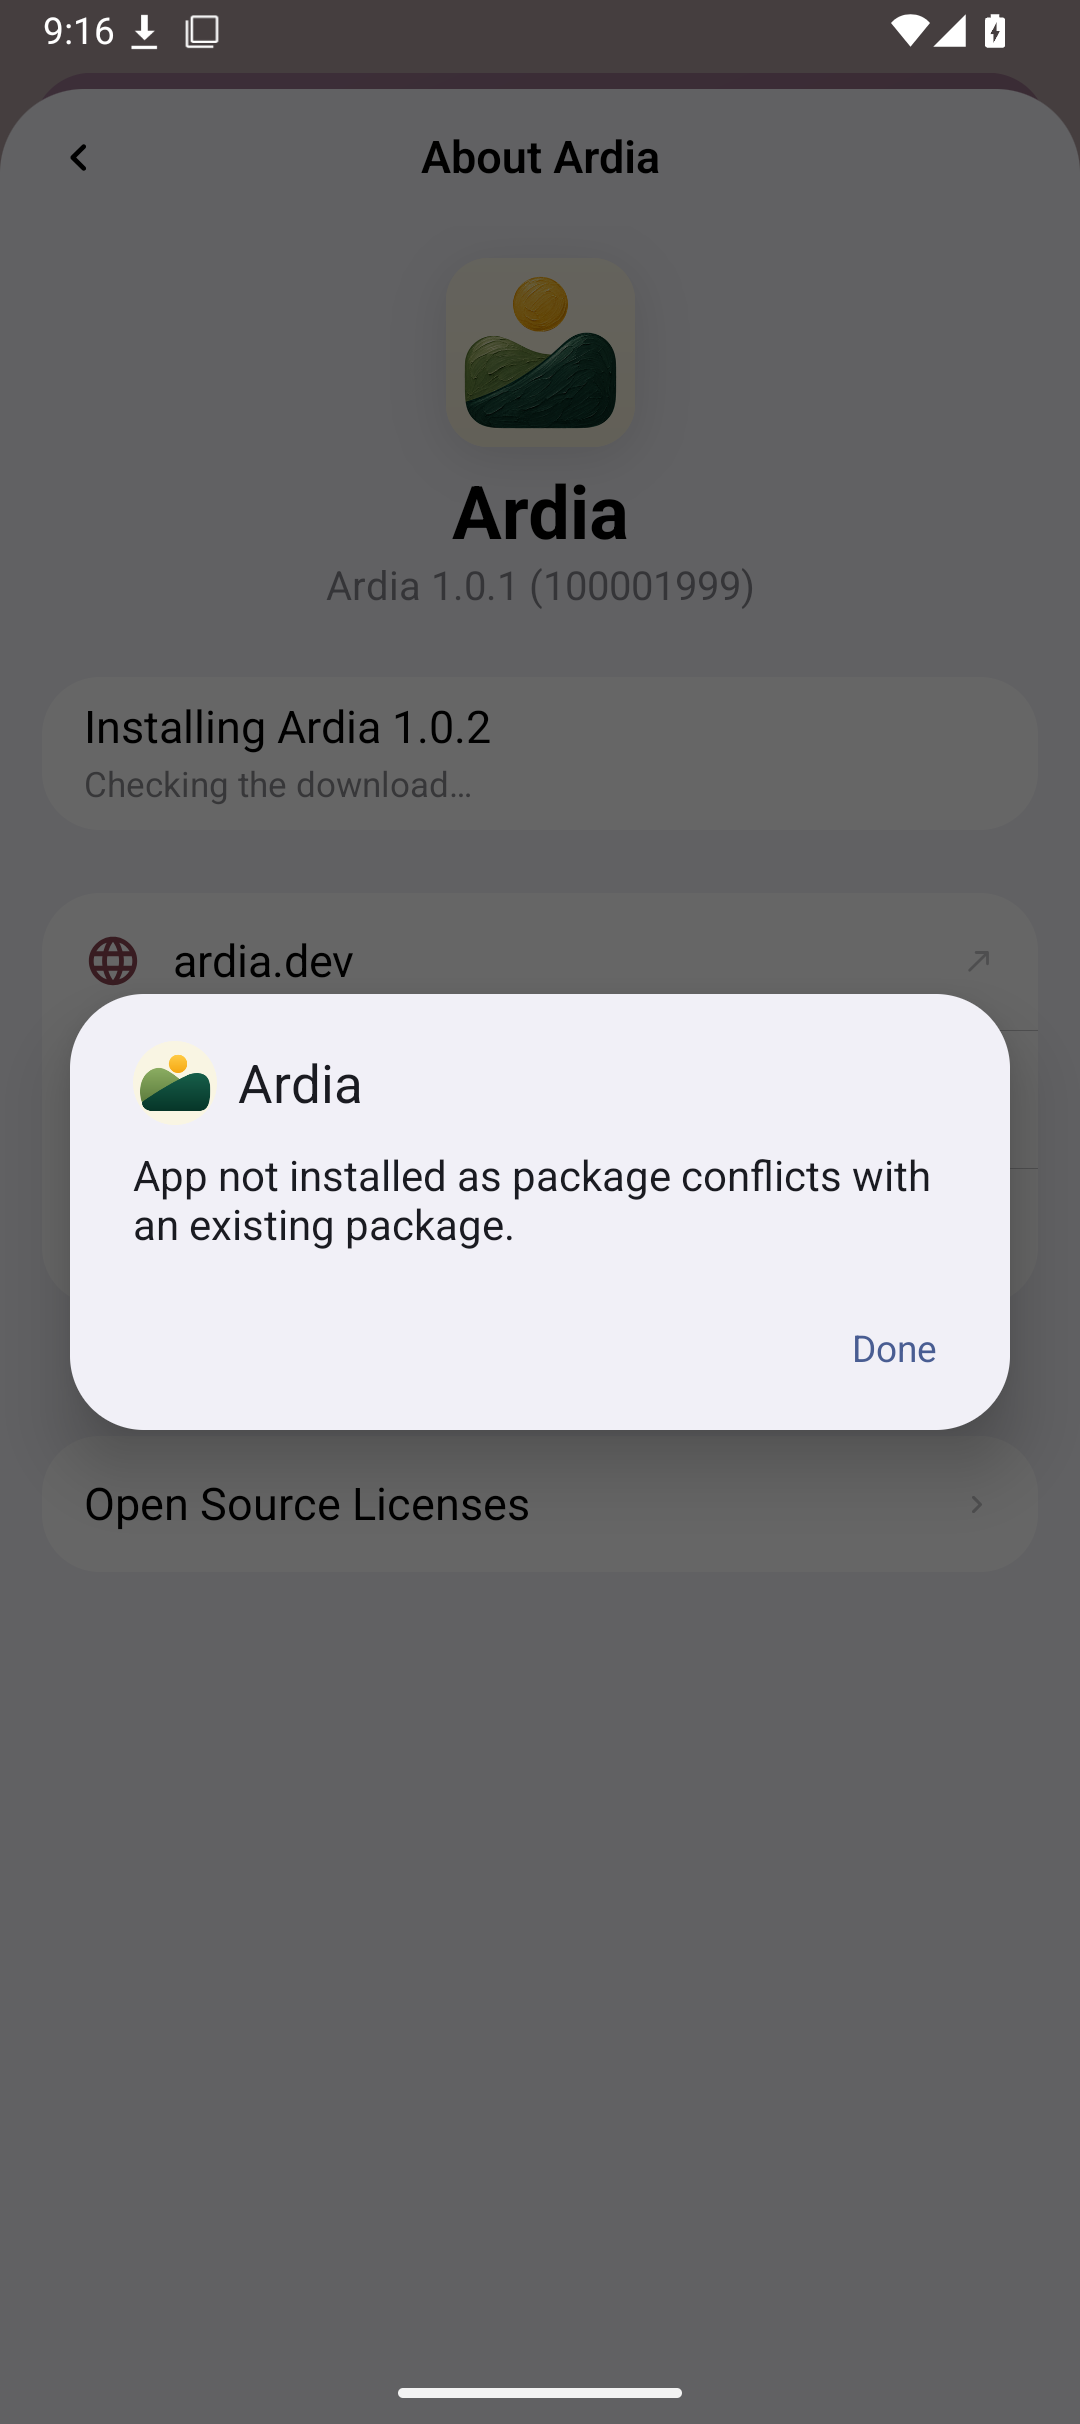 9:16
About Ardia
Ardia
Ardia 1.0.1 (100001999)
Installing Ardia 1.0.2
Checking the download…
ardia.dev
Ardia
App not installed as package conflicts with
an existing package.
Done
Open Source Licenses